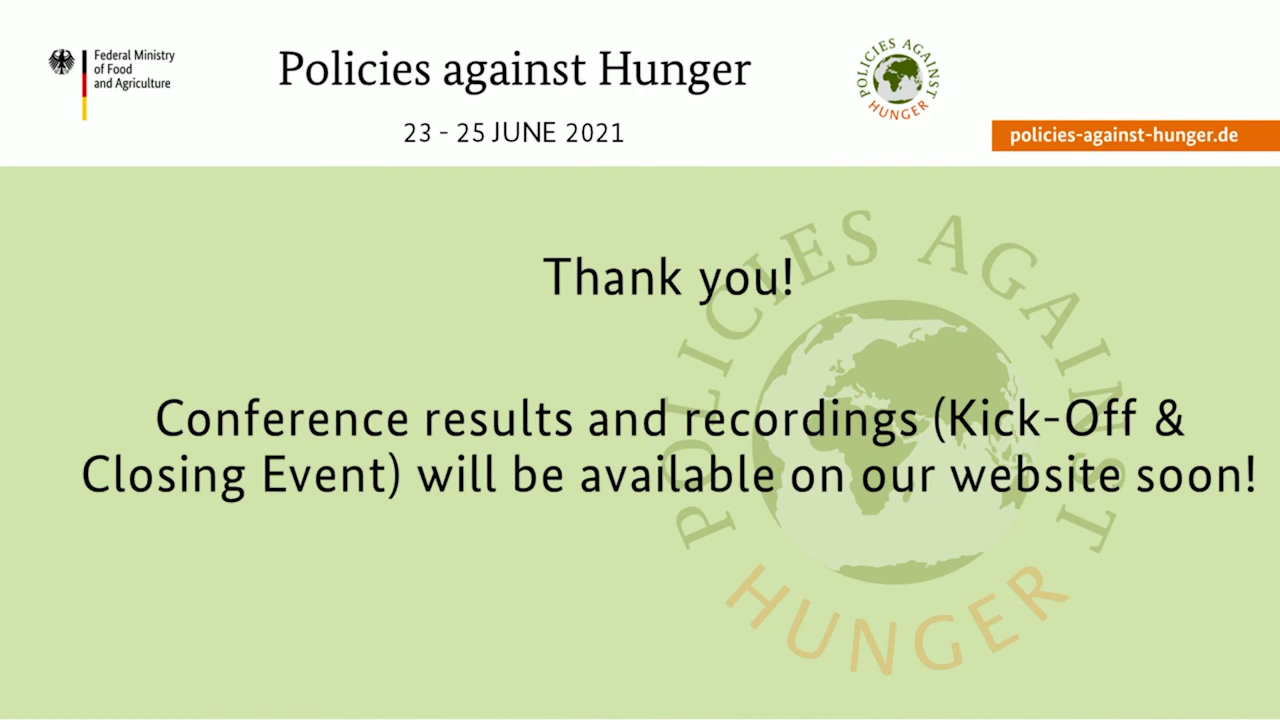 Federal Ministry
of Food
and Agriculture
Policies against Hunger
23 - 25 JUNE 2021
POLICIES AGAINST
HUNGER
policies-against-hunger.de
Thank you!
Conference results and recordings (Kick-Off &
Closing Event) will be available on our website soon!
POLICIES AGAINST
HUNGER